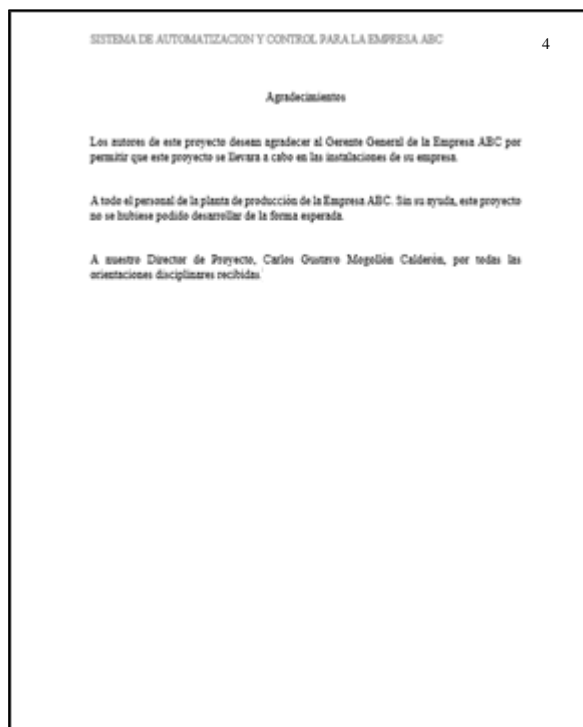 SISTEMA DE AUTOMATIZACION Y CONTROL PARA LA EMPRESA ABC
4
Agradecimientos
Los autores de este proyecto desean agradecer al Gerente General de la Empresa ABC por
permitir que este proyecto se llevara a cabo en las instalaciones de su empresa.
A todo el personal de la planta de producción de la Empresa ABC. Sin su ayuda, este proyecto
no se hubiese podido desarrollar de la forma esperada.
A nuestro Director de Proyecto, Carlos Gustavo Mogollón Calderón, por todas las
orientaciones disciplinares recibidas.